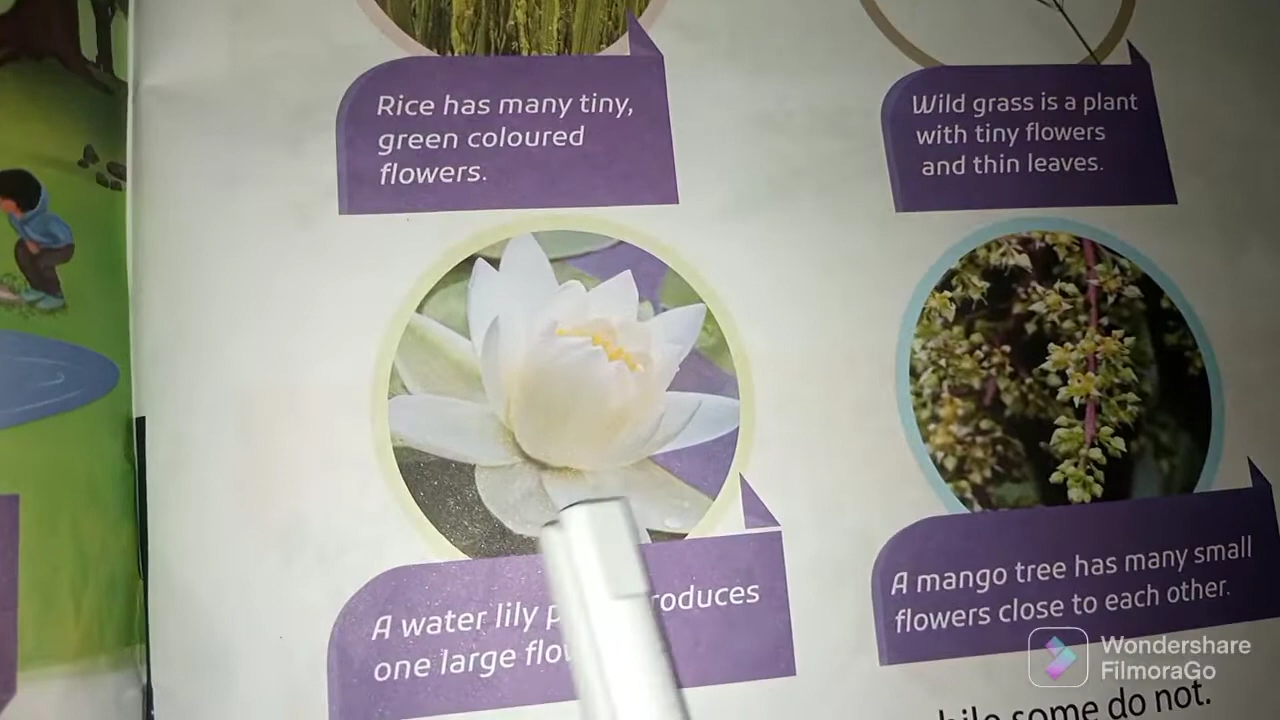 Rice has many tiny,
green coloured
flowers.
Wild grass is a plant
with tiny flowers
and thin leaves.
A water lily
one large
A mango tree has many small
flowers close to each other.
Wondershare
FilmoraGo
some do not.